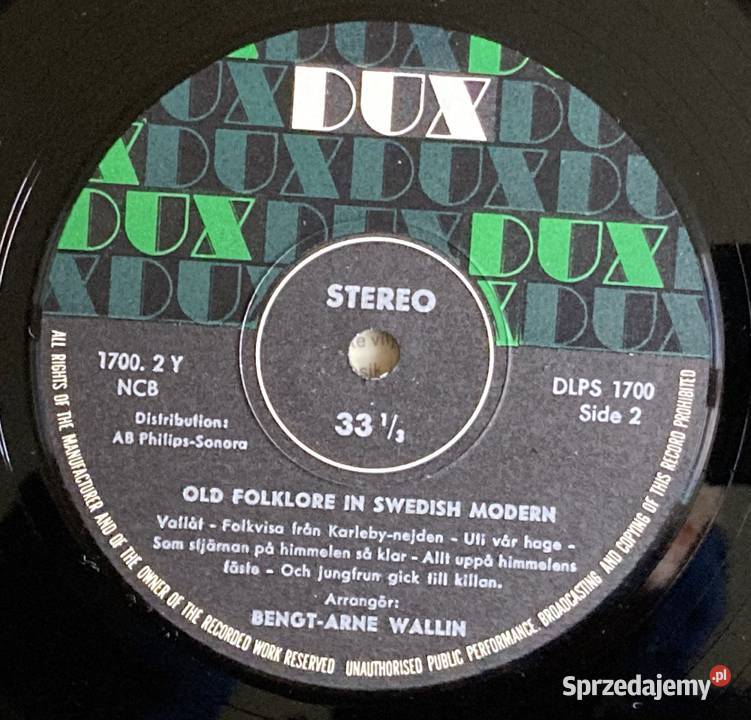 DUX
DUX
DUX
STEREO
33 1/3
1700. 2 Y
NCB
Distribution:
AB Philips-Sonora
DLPS 1700
Side 2
OLD FOLKLORE IN SWEDISH MODERN
Vallåt - Folkvisa från Karleby-nejden - Uti vår hage -
Som stjärnan på himmelen så klar - Allt uppå himmelens
fäste - Och jungfrun gick till källan.
Arrangör:
BENGT-ARNE WALLIN
ALL RIGHTS OF THE MANUFACTURER AND OF THE OWNER OF THE RECORDED WORK RESERVED UNAUTHORISED PUBLIC PERFORMANCE. BROADCASTING AND COPYING OF THIS RECORD PROHIBITED
Sprzedajemy.pl